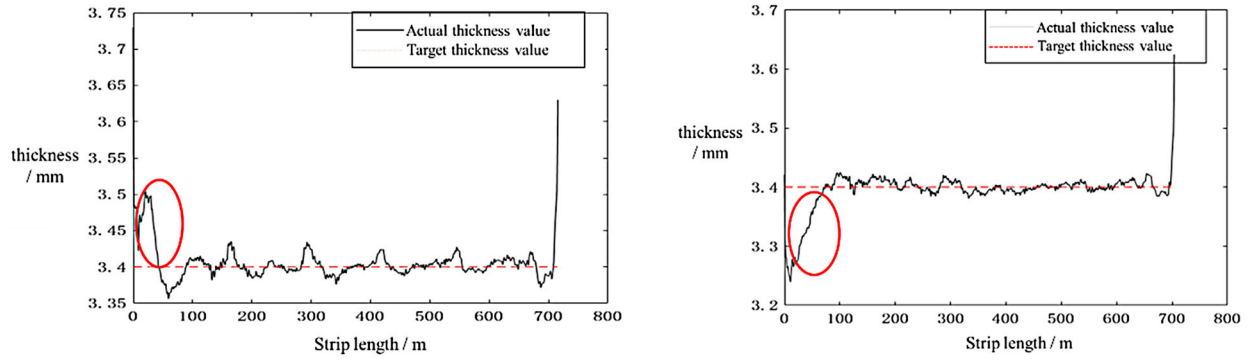 3. 75
Actual thickness value
Target thickness value
3. 7
3. 65
3. 6
3. 55
thickness
/ mm
3. 5
3. 45
3. 4
3. 35
0 100 200 300 400 500 600 700 800
Strip length / m
3. 7
Actual thickness value
Target thickness value
3. 6
3. 5
thickness
/ mm
3. 4
3. 3
3. 2
0 100 200 300 400 500 600 700 800
Strip length / m